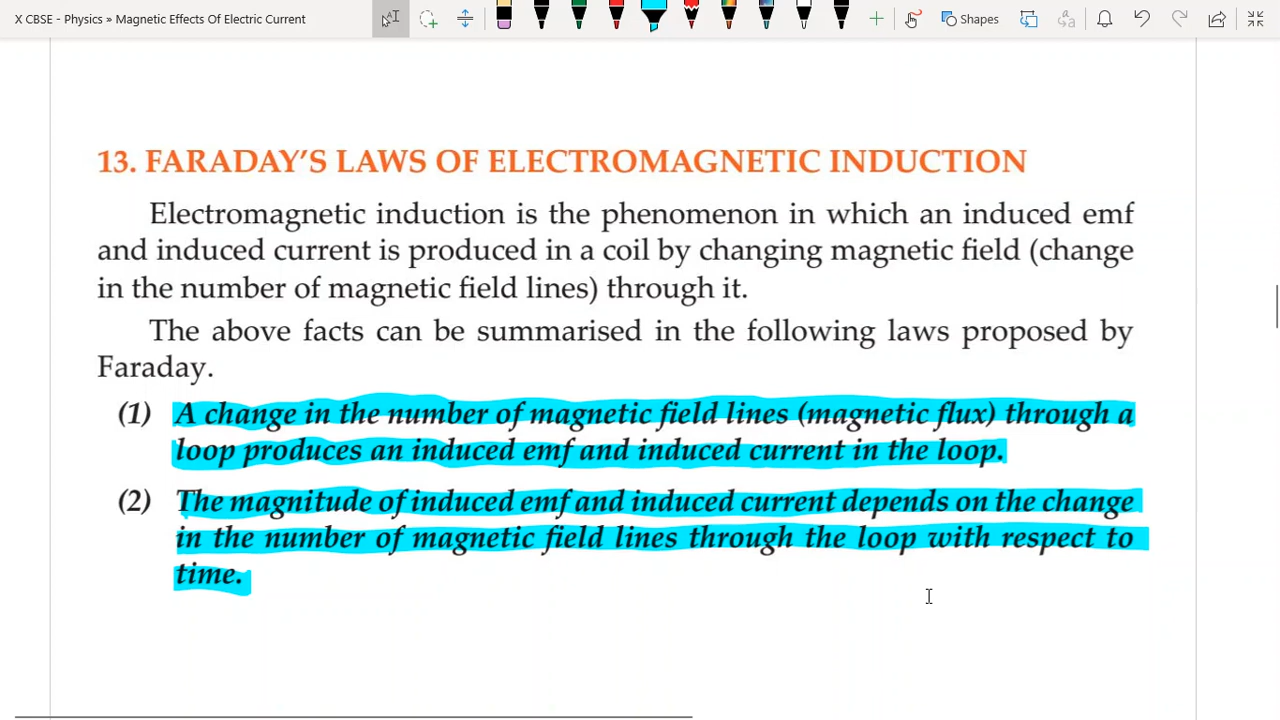 X CBSE - Physics » Magnetic Effects Of Electric Current
Shapes
13. FARADAY'S LAWS OF ELECTROMAGNETIC INDUCTION
Electromagnetic induction is the phenomenon in which an induced emf
and induced current is produced in a coil by changing magnetic field (change
in the number of magnetic field lines) through it.
The above facts can be summarised in the following laws proposed by
Faraday.
(1) A change in the number of magnetic field lines (magnetic flux) through a
loop produces an induced emf and induced current in the loop.
(2) The magnitude of induced emf and induced current depends on the change
in the number of magnetic field lines through the loop with respect to
time.